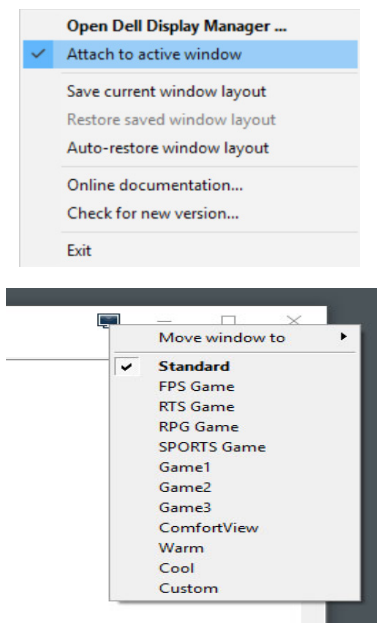 Open Dell Display Manager ...
Attach to active window
Save current window layout
Restore saved window layout
Auto-restore window layout
Online documentation...
Check for new version...
Exit
Move window to
Standard
FPS Game
RTS Game
RPG Game
SPORTS Game
Game1
Game2
Game3
ComfortView
Warm
Cool
Custom